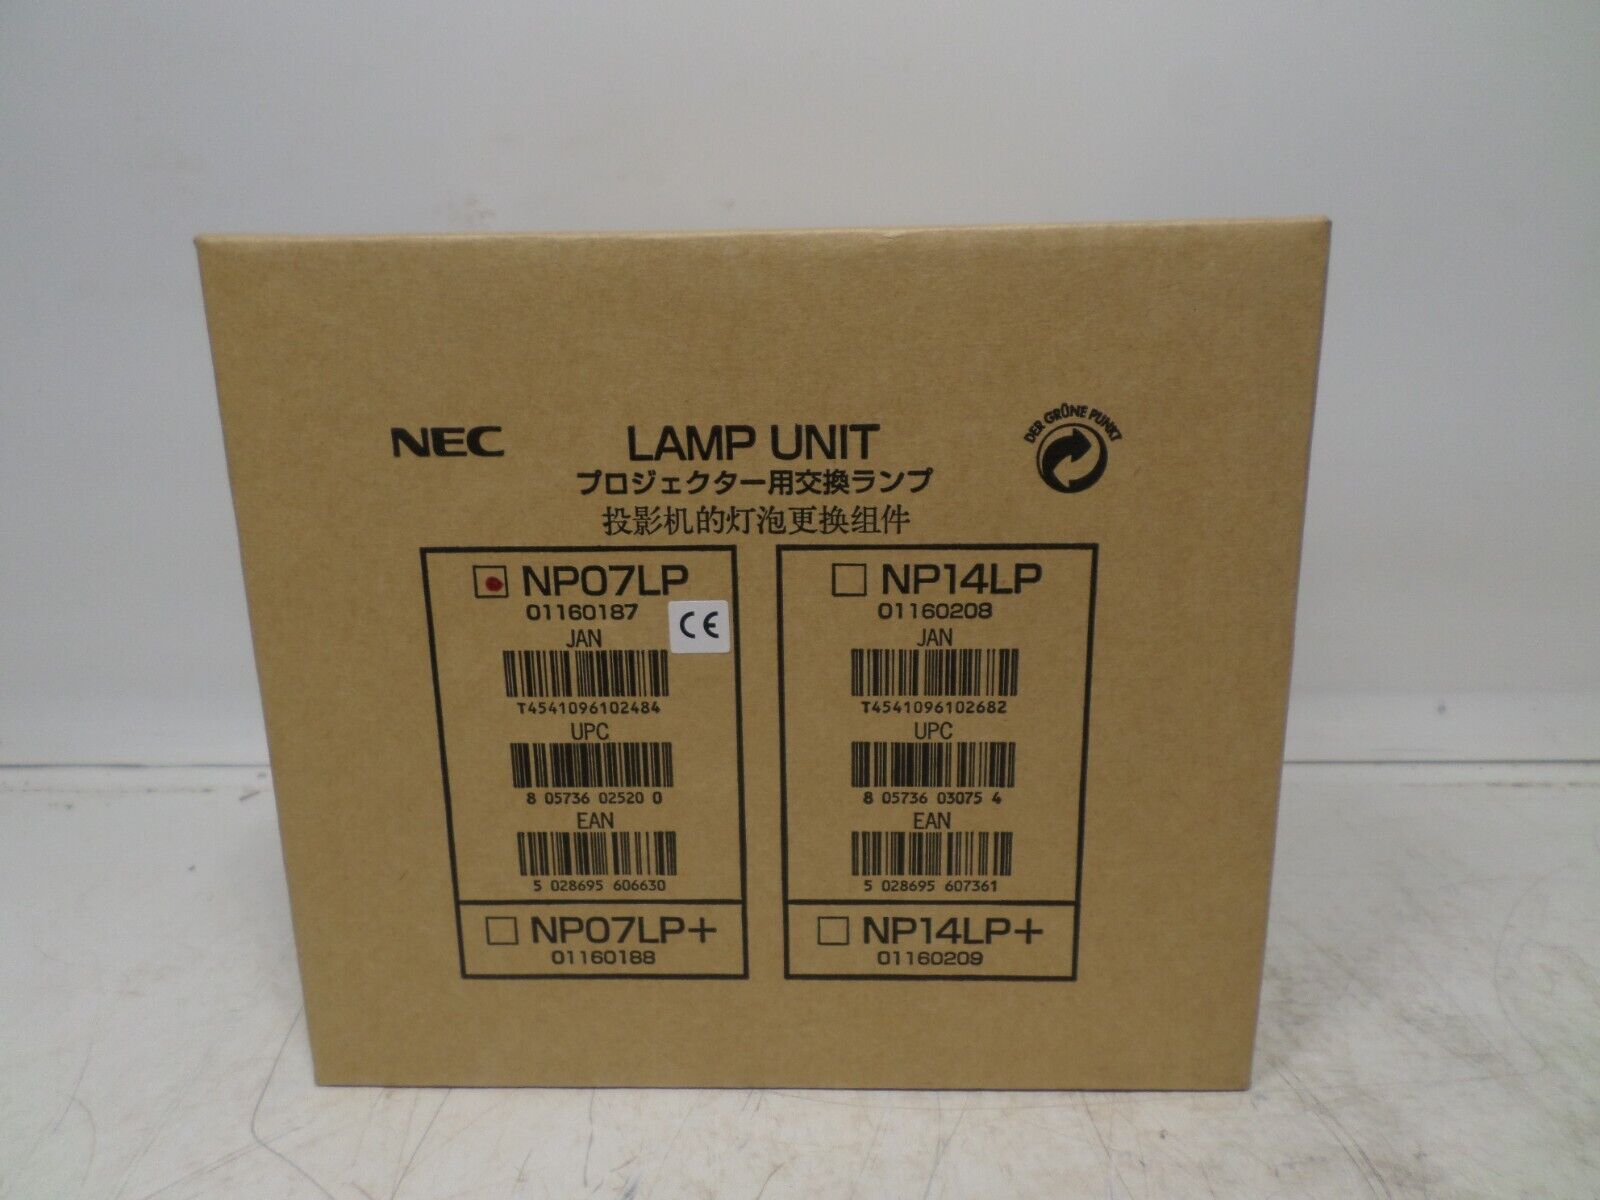 NEC LAMP UNIT DER GRÜNE PUNKT
プロジェクター用交換ランプ
投影机的灯泡更换组件
NP07LP
01160187
CE
JAN
T4541096102484
UPC
8 05736 02520 0
EAN
5 028695 606630
NP07LP+
01160188
NP14LP
01160208
JAN
T4541096102682
UPC
8 05736 03075 4
EAN
5 028695 607361
NP14LP+
01160209